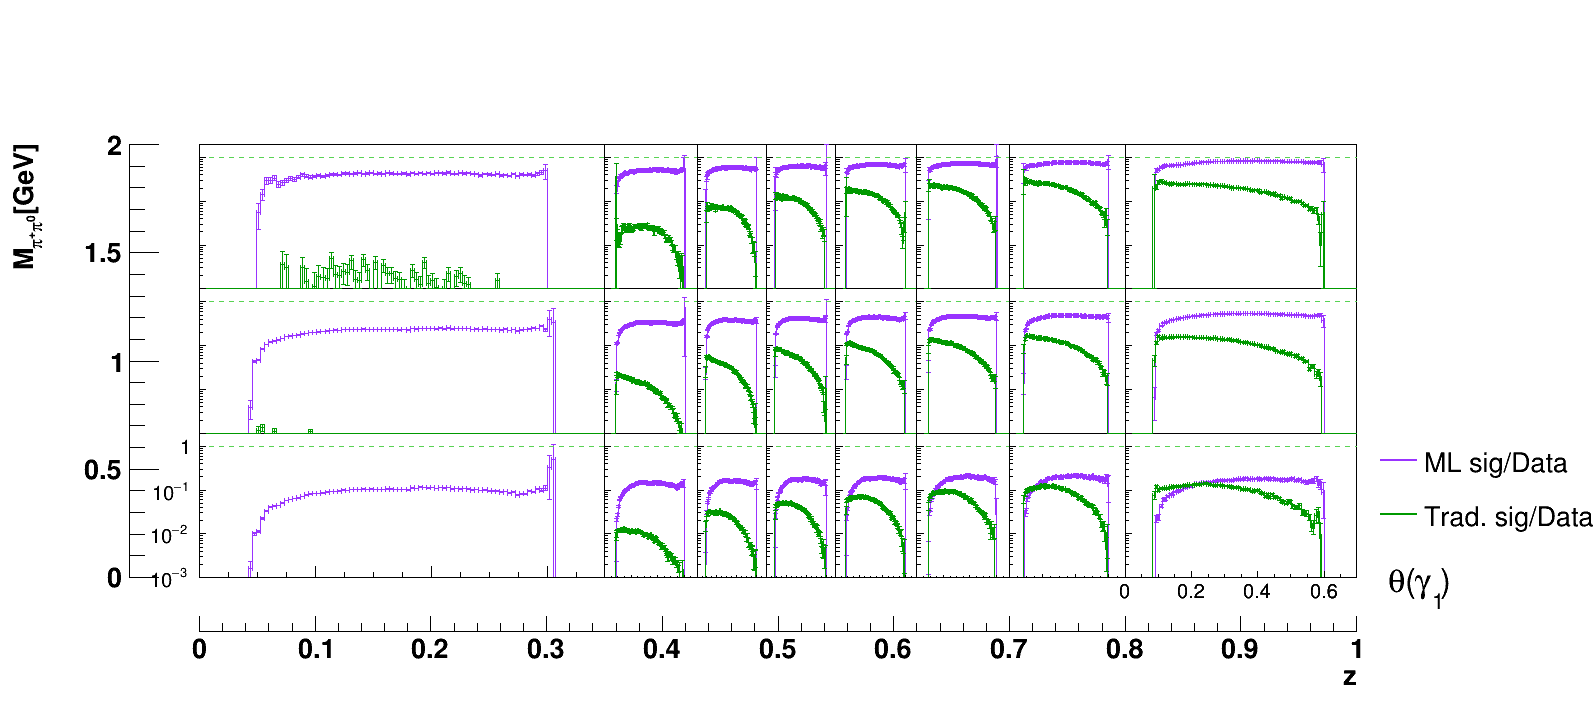 M π⁺π⁰ [GeV]
2
1.5
1
0.5
0
1
10⁻¹
10⁻²
10⁻³
ML sig/Data
Trad. sig/Data
0 0.2 0.4 0.6
θ(γ₁)
0 0.1 0.2 0.3 0.4 0.5 0.6 0.7 0.8 0.9 1
z